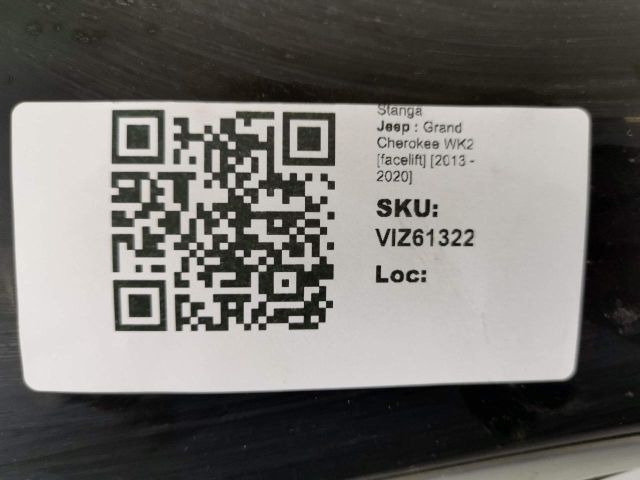 Stanga
Jeep : Grand
Cherokee WK2
[facelift] [2013 -
2020]
SKU:
VIZ61322
Loc: